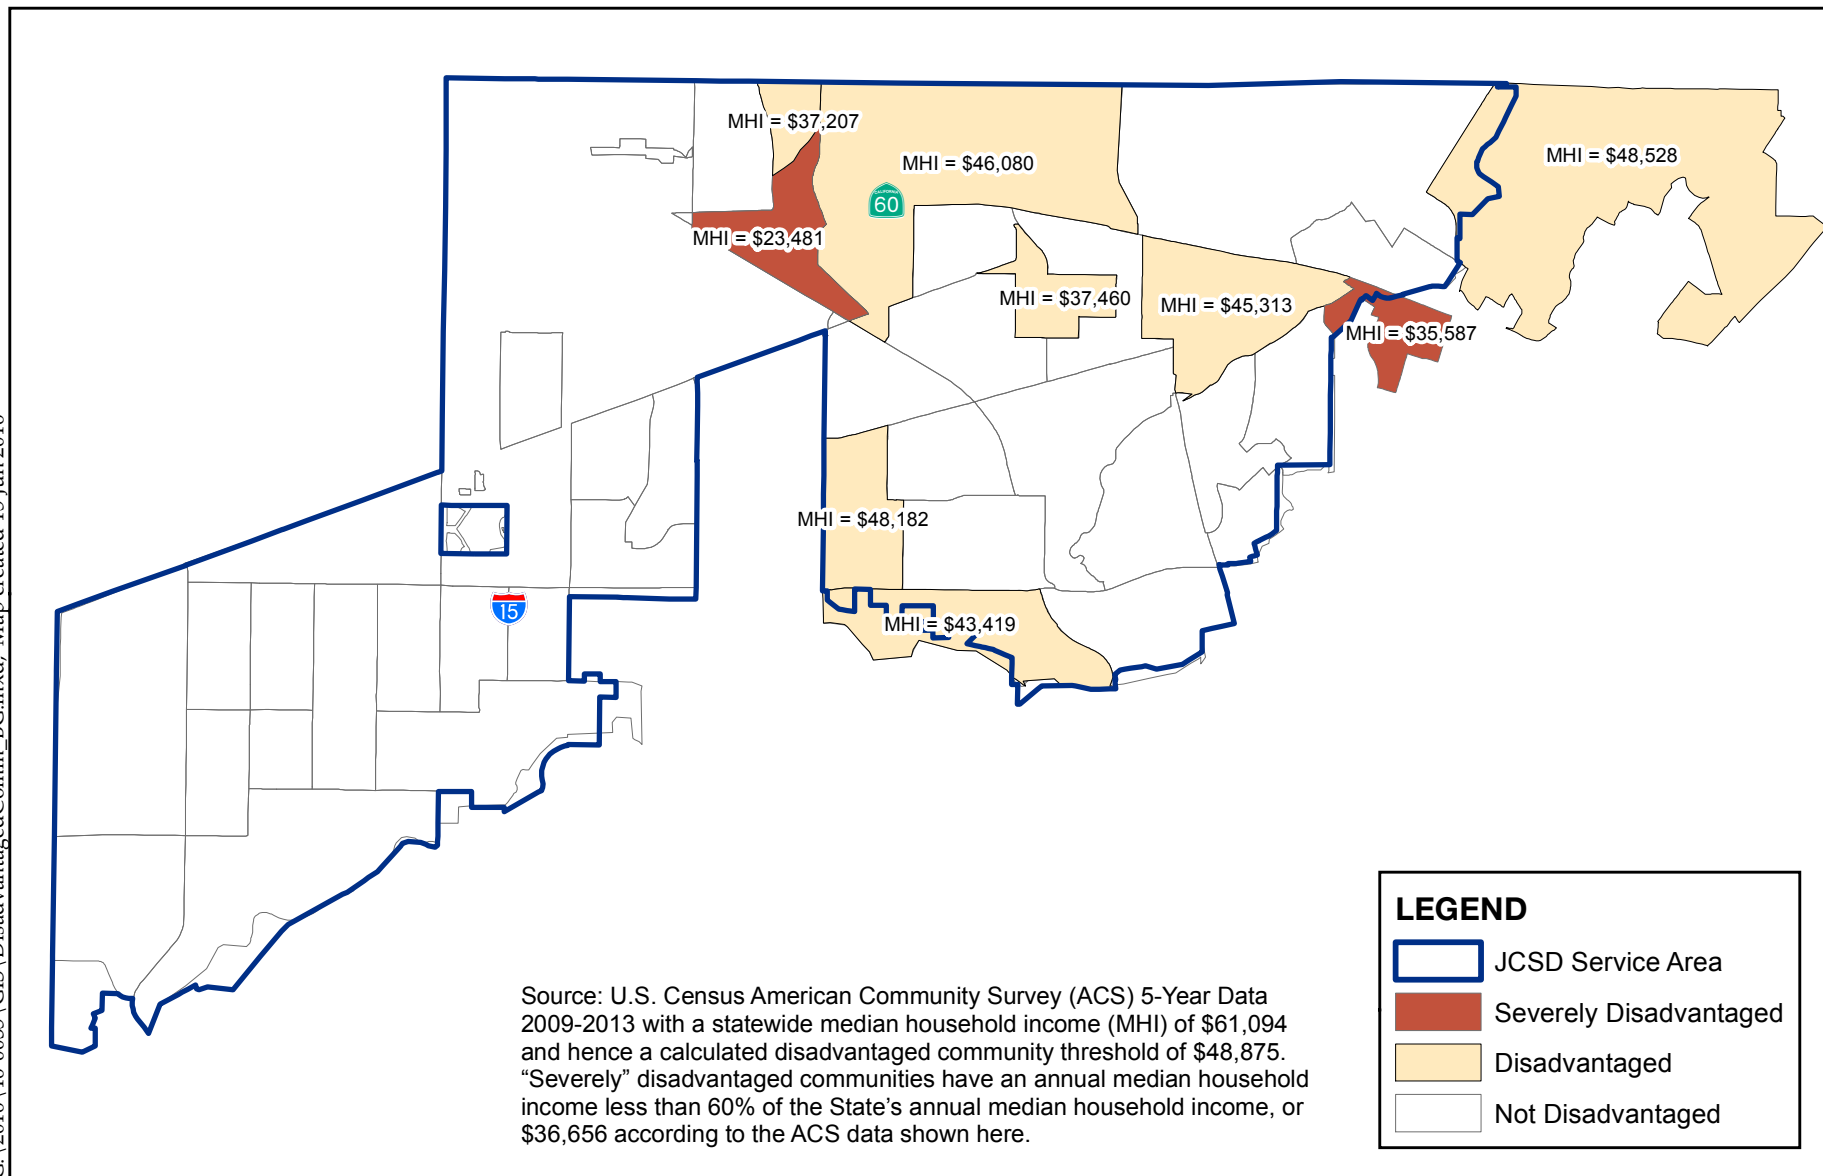 MHI = $37,207
MHI = $46,080
MHI = $48,528
CALIFORNIA
60
MHI = $23,481
MHI = $37,460
MHI = $45,313
MHI = $35,587
MHI = $48,182
15
MHI = $43,419
LEGEND
JCSD Service Area
Severely Disadvantaged
Disadvantaged
Not Disadvantaged
Source: U.S. Census American Community Survey (ACS) 5-Year Data
2009-2013 with a statewide median household income (MHI) of $61,094
and hence a calculated disadvantaged community threshold of $48,875.
“Severely” disadvantaged communities have an annual median household
income less than 60% of the State’s annual median household income, or
$36,656 according to the ACS data shown here.